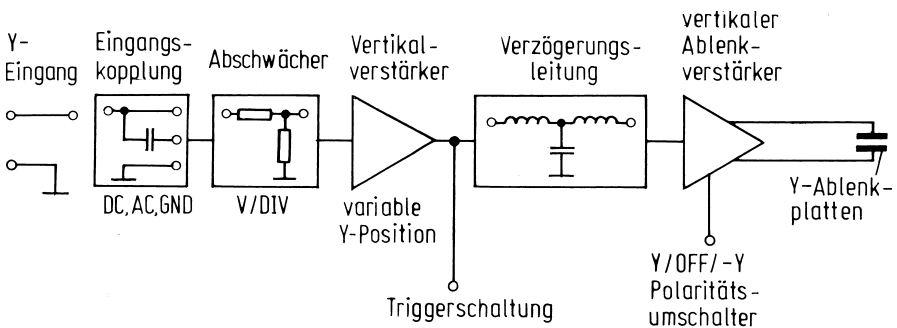 Y-
Eingang
Eingangs-
kopplung
DC,AC,GND
Abschwächer
V/DIV
Vertikal-
verstärker
variable
Y-Position
Triggerschaltung
Verzögerungs-
leitung
vertikaler
Ablenk-
verstärker
Y/OFF/-Y
Polaritäts-
umschalter
Y-Ablenk-
platten